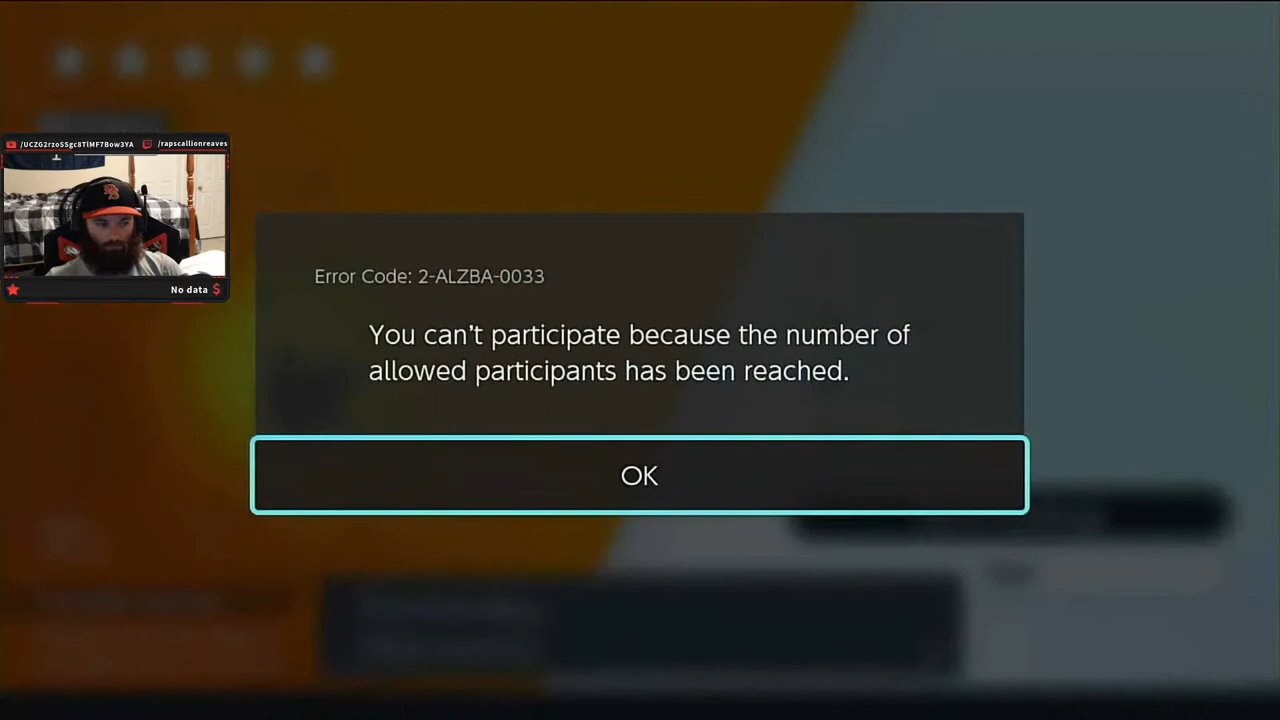 /UCZG2rzoSSgc8TlMF7Bow3YA /rapscallionreaves
No data $
Error Code: 2-ALZBA-0033
You can't participate because the number of
allowed participants has been reached.
OK